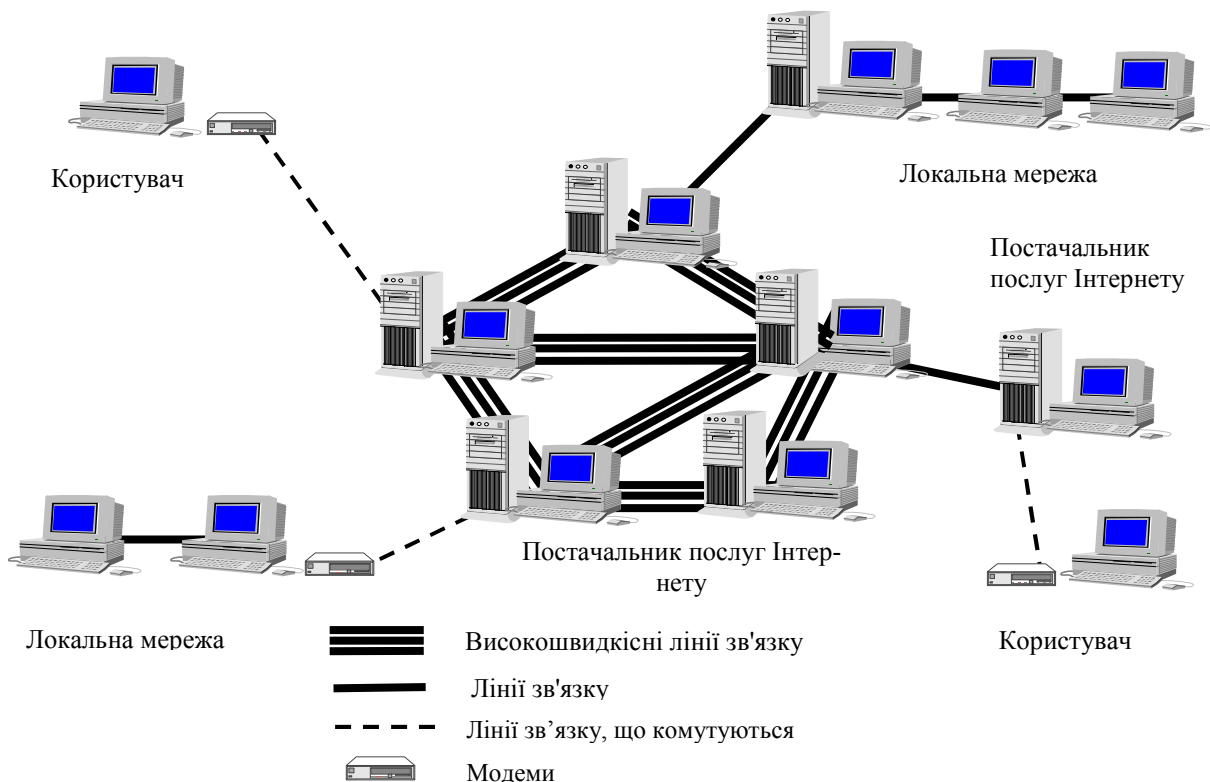 Користувач
Локальна мережа
Постачальник
послуг Інтернету
Постачальник послуг Інтер-
нету
Локальна мережа
Користувач
Високошвидкісні лінії зв'язку
Лінії зв'язку
Лінії зв’язку, що комутуються
Модеми